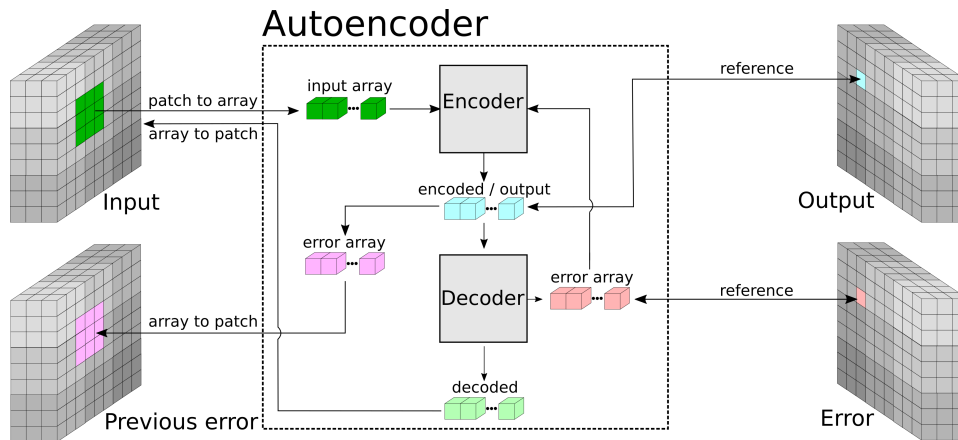 Autoencoder
input array
Encoder
reference
patch to array
array to patch
encoded / output
Input
Output
error array
error array
Decoder
reference
array to patch
decoded
Previous error
Error